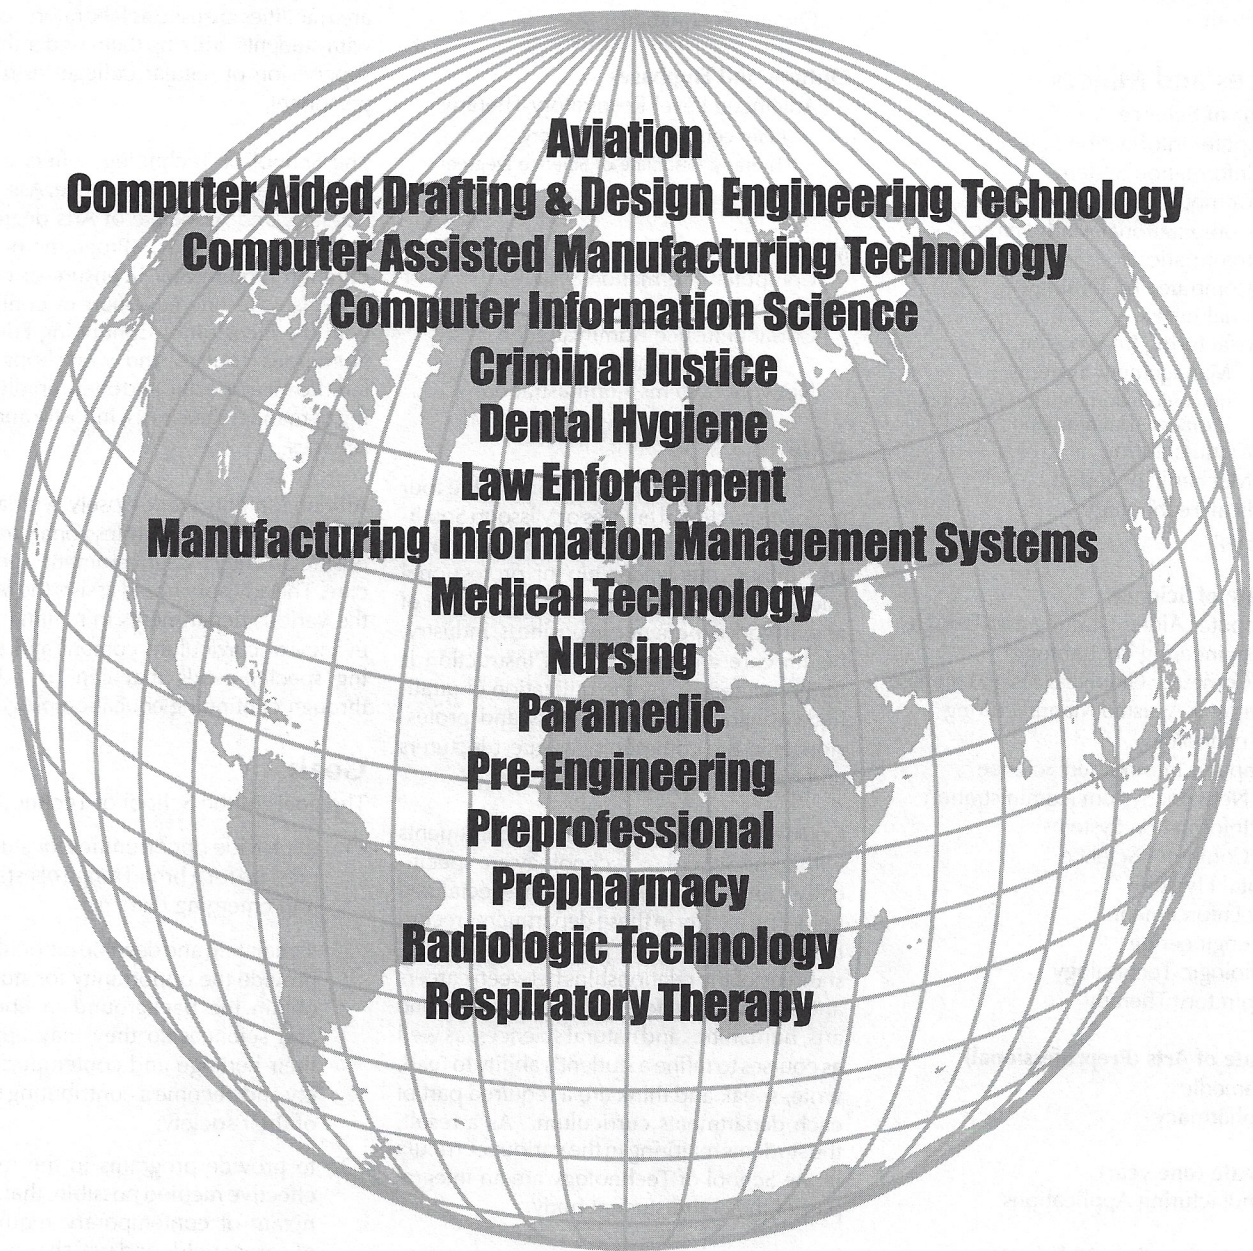 Aviation
Computer Aided Drafting & Design Engineering Technology
Computer Assisted Manufacturing Technology
Computer Information Science
Criminal Justice
Dental Hygiene
Law Enforcement
Manufacturing Information Management Systems
Medical Technology
Nursing
Paramedic
Pre-Engineering
Preprofessional
Prepharmacy
Radiologic Technology
Respiratory Therapy